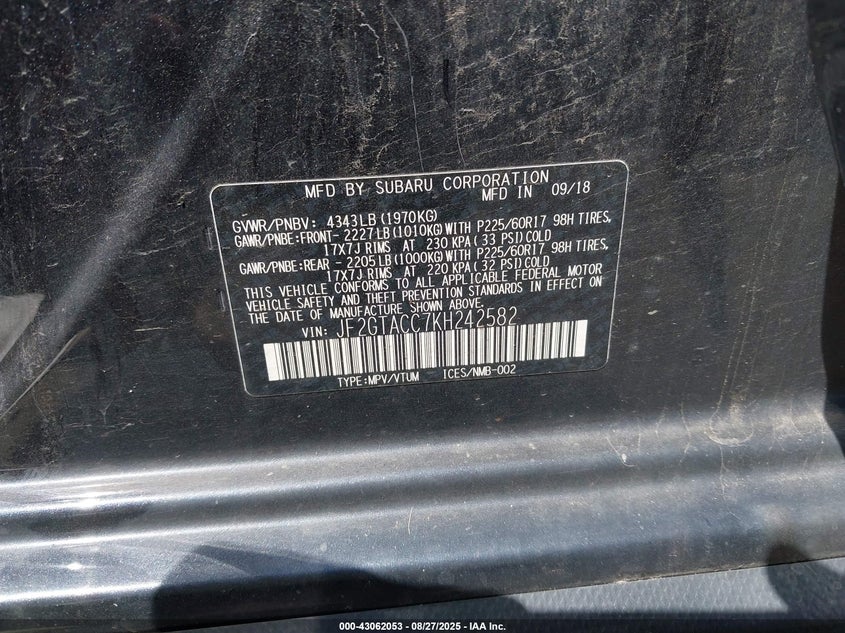 MFD BY SUBARU CORPORATION
MFD IN 09/18
GVWR/PNBV: 4343LB(1970KG)
GAWR/PNBE:FRONT- 2227LB(1010KG)WITH P225/60R17 98H TIRES,
17X7J RIMS AT 230 KPA(33 PSI)COLD
GAWR/PNBE:REAR - 2205LB(1000KG)WITH P225/60R17 98H TIRES,
17X7J RIMS AT 220 KPA(32 PSI)COLD
THIS VEHICLE CONFORMS TO ALL APPLICABLE FEDERAL MOTOR
VEHICLE SAFETY AND THEFT PREVENTION STANDARDS IN EFFECT ON
THE DATE OF MANUFACTURE SHOWN ABOVE.
VIN: JF2GTACC7KH242582
TYPE:MPV/VTUM ICES/NMB-002
000-43062053 — 08/27/2025 — IAA Inc.